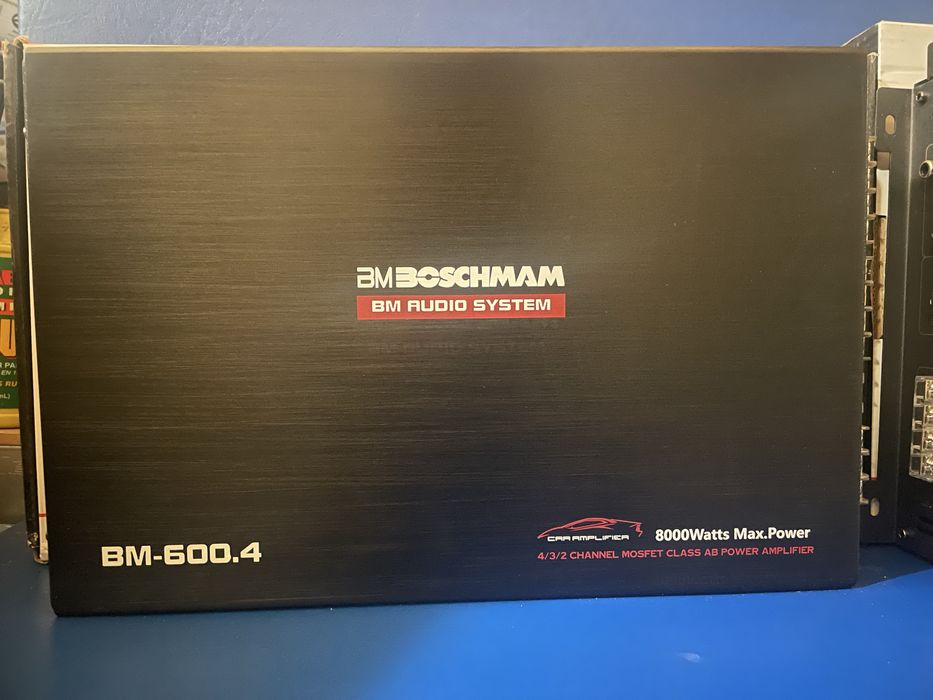 BM BOSCHMAM
BM AUDIO SYSTEM
BM-600.4
CAR AMPLIFIER
8000Watts Max.Power
4/3/2 CHANNEL MOSFET CLASS AB POWER AMPLIFIER